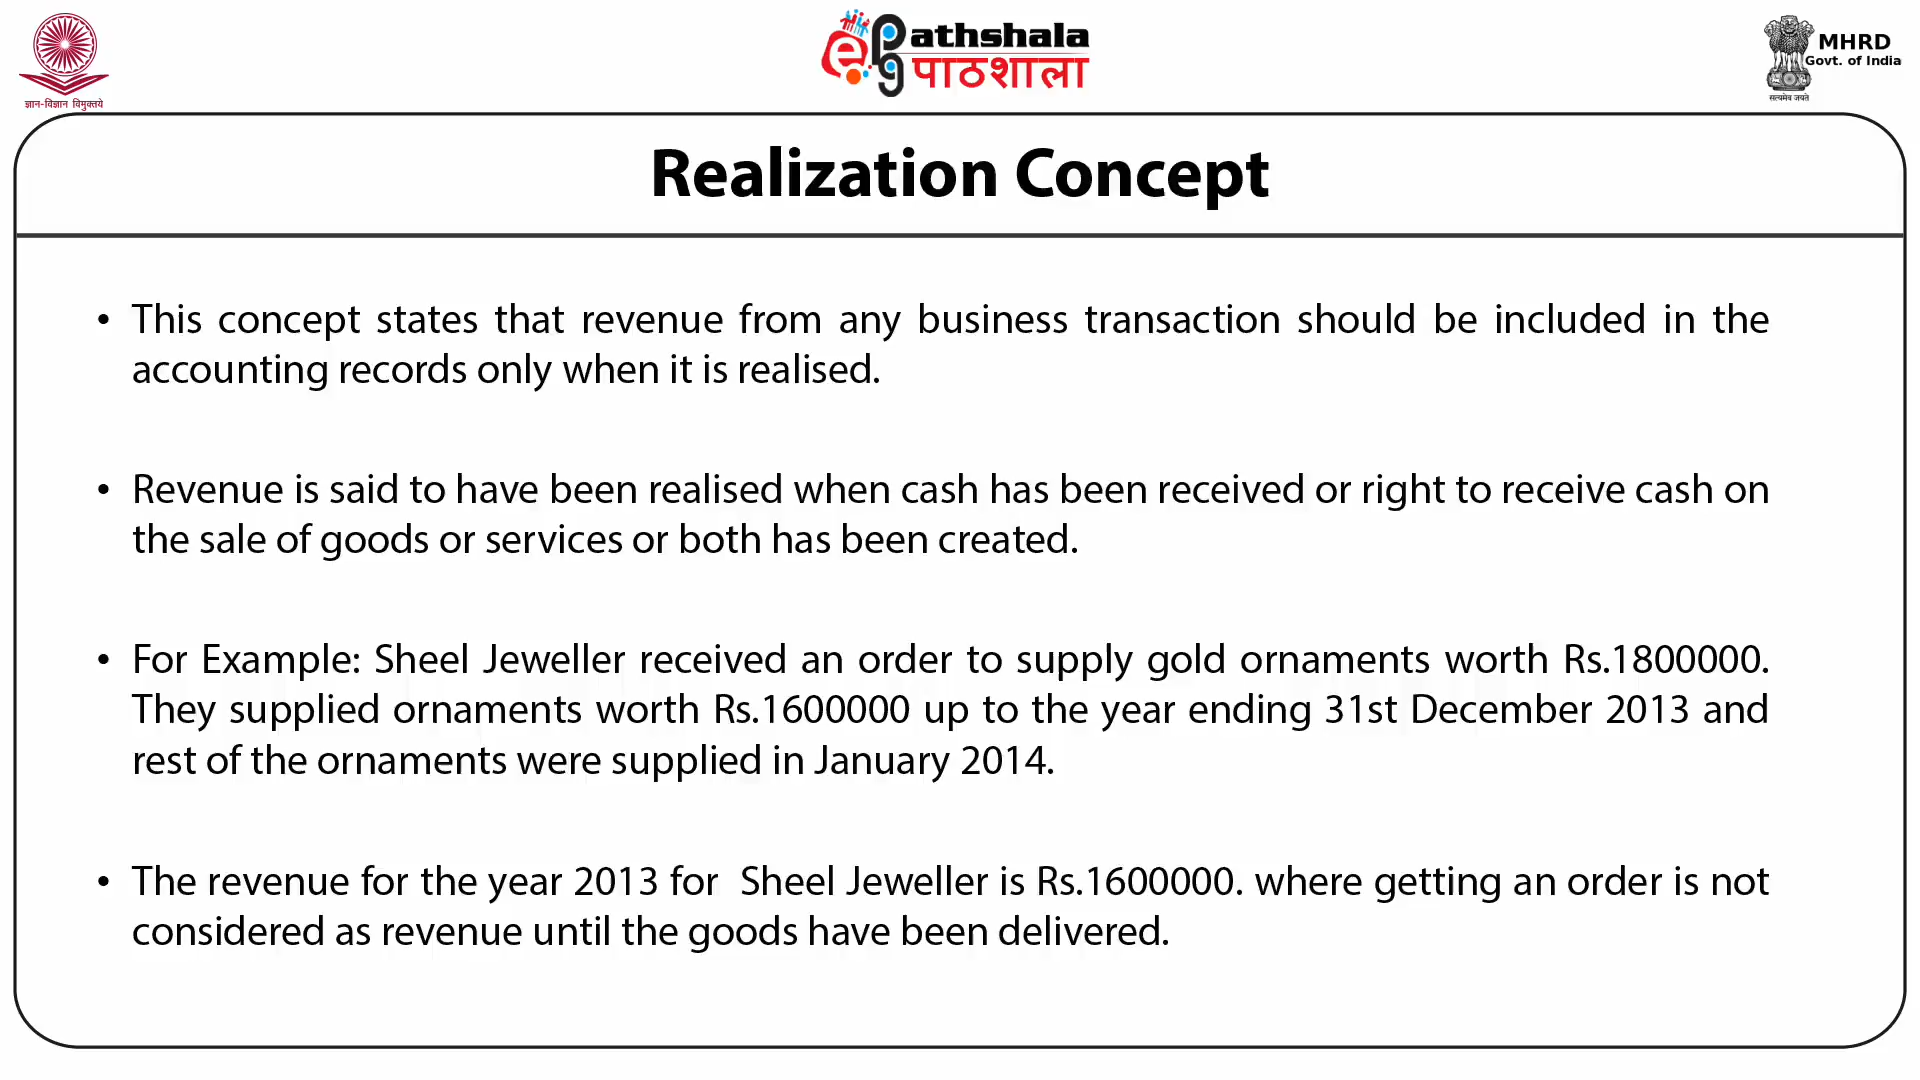 ज्ञान-विज्ञान विमुक्तये
ePathshala
पाठशाला
MHRD
Govt. of India
सत्यमेव जयते
Realization Concept
• This concept states that revenue from any business transaction should be included in the
accounting records only when it is realised.
• Revenue is said to have been realised when cash has been received or right to receive cash on
the sale of goods or services or both has been created.
• For Example: Sheel Jeweller received an order to supply gold ornaments worth Rs.1800000.
They supplied ornaments worth Rs.1600000 up to the year ending 31st December 2013 and
rest of the ornaments were supplied in January 2014.
• The revenue for the year 2013 for  Sheel Jeweller is Rs.1600000. where getting an order is not
considered as revenue until the goods have been delivered.